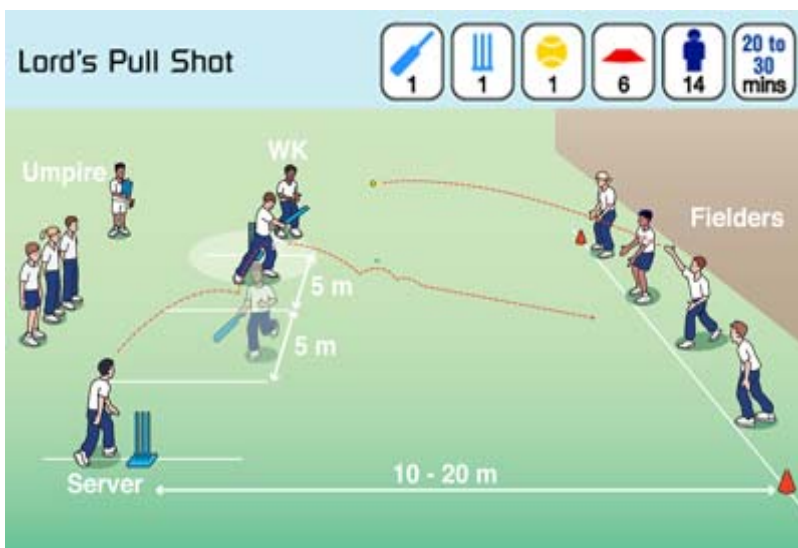 Lord's Pull Shot
1
1
1
6
14
20 to
30
mins
WK
Umpire
Fielders
5 m
5 m
10 - 20 m
Server